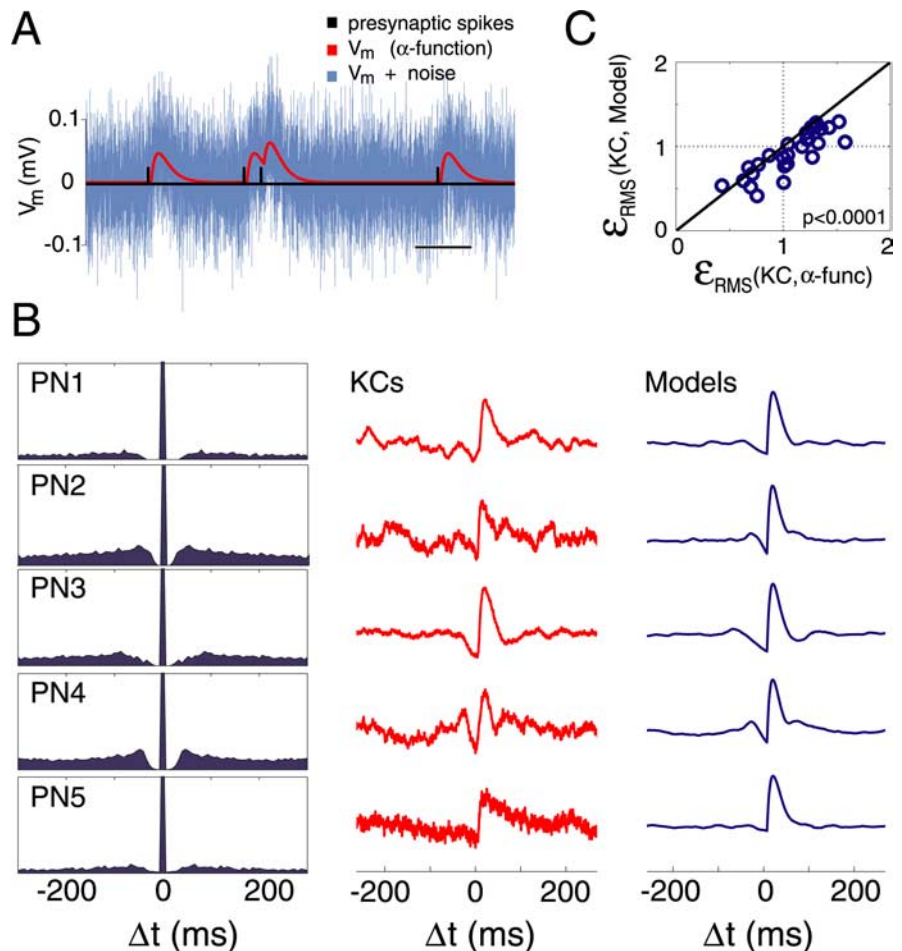 A
presynaptic spikes
Vm (α-function)
Vm + noise
Vm (mV)
0.1
0
-0.1
C
εRMS(KC, Model)
2
1
0
p<0.0001
0 1 2
εRMS(KC, α-func)
B
PN1
PN2
PN3
PN4
PN5
-200 0 200
Δt (ms)
KCs
-200 0 200
Δt (ms)
Models
-200 0 200
Δt (ms)